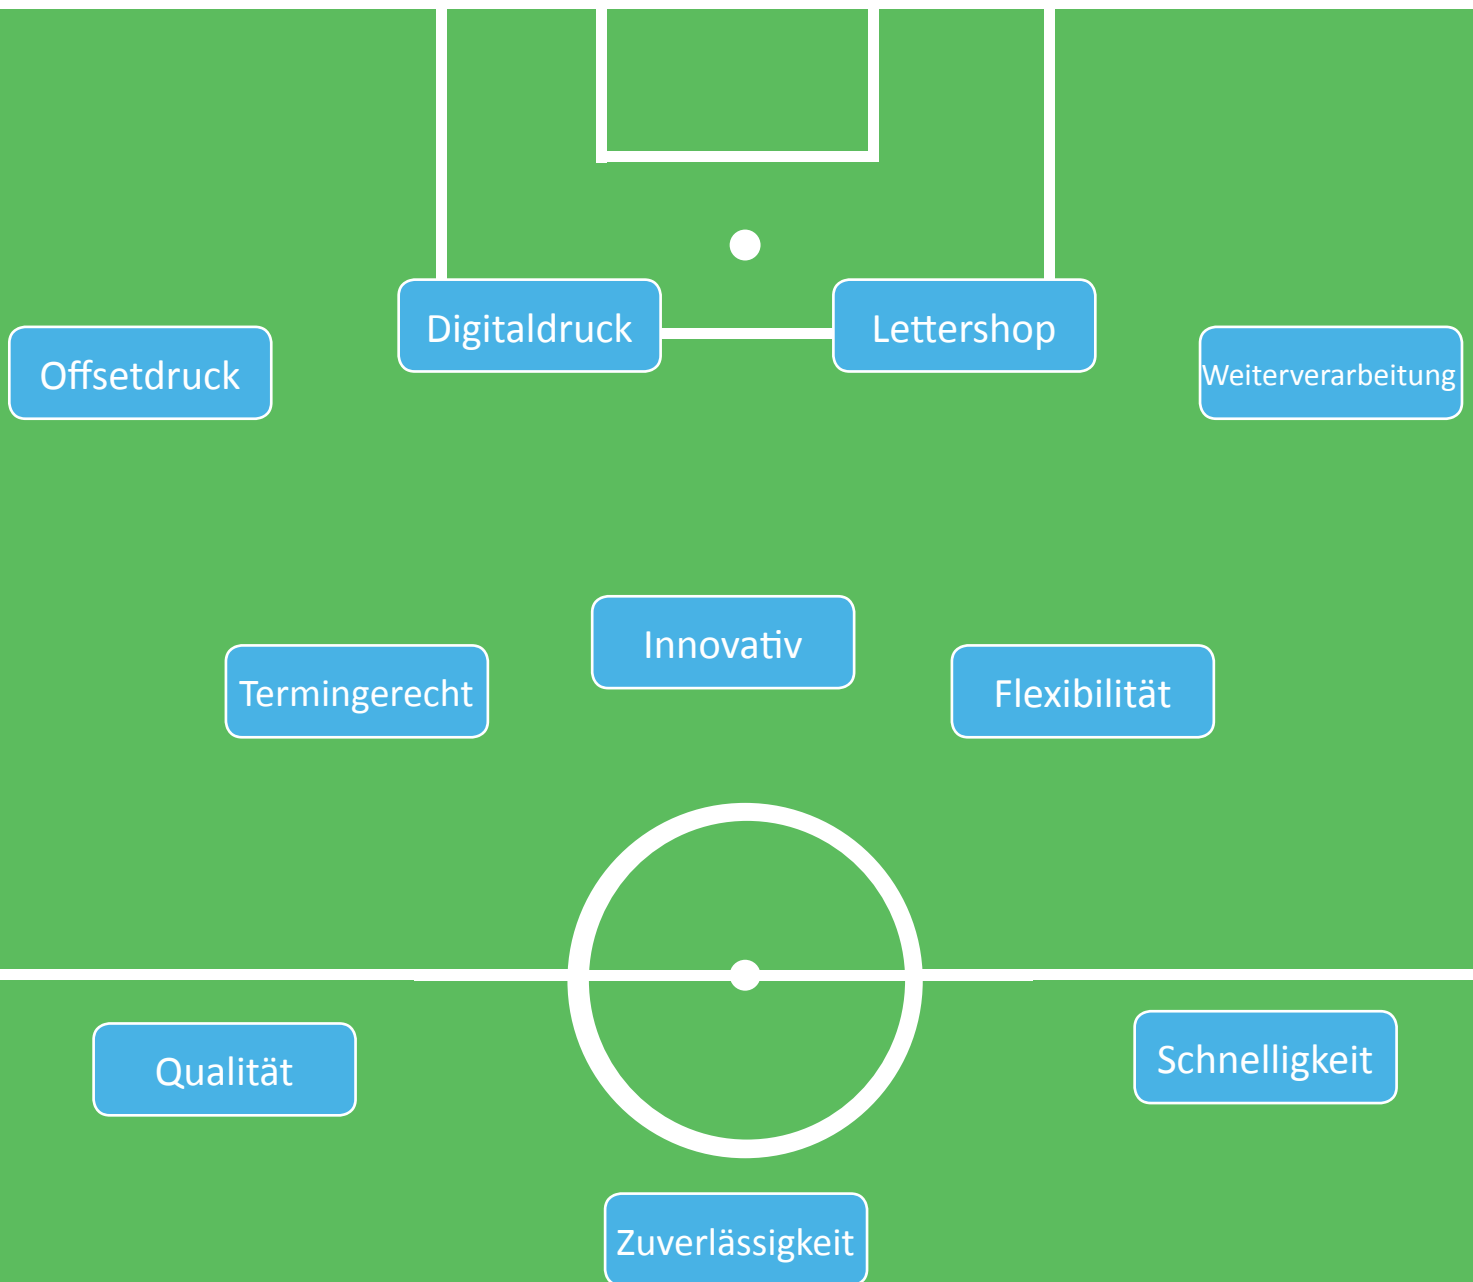 Digitaldruck
Lettershop
Offsetdruck
Weiterverarbeitung
Innovativ
Termingerecht
Flexibilität
Qualität
Schnelligkeit
Zuverlässigkeit